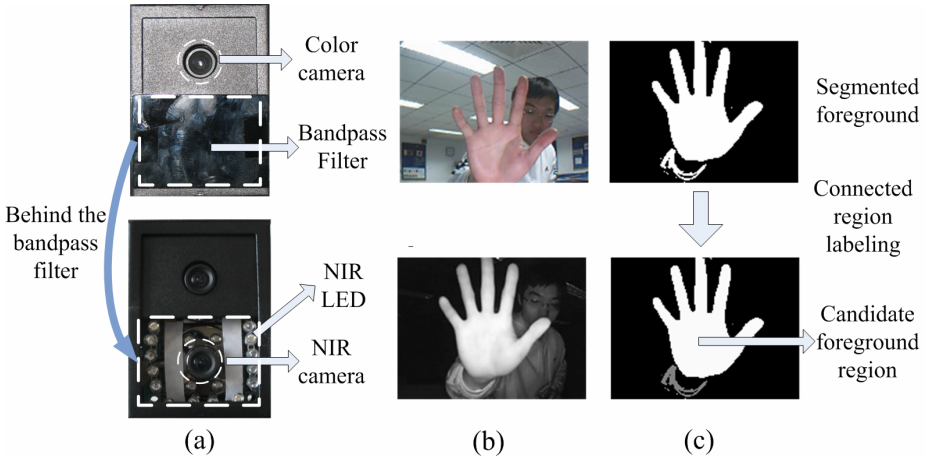 Color
camera
Bandpass
Filter
Behind the
bandpass
filter
NIR
LED
NIR
camera
(a)
(b)
Segmented
foreground
Connected
region
labeling
Candidate
foreground
region
(c)